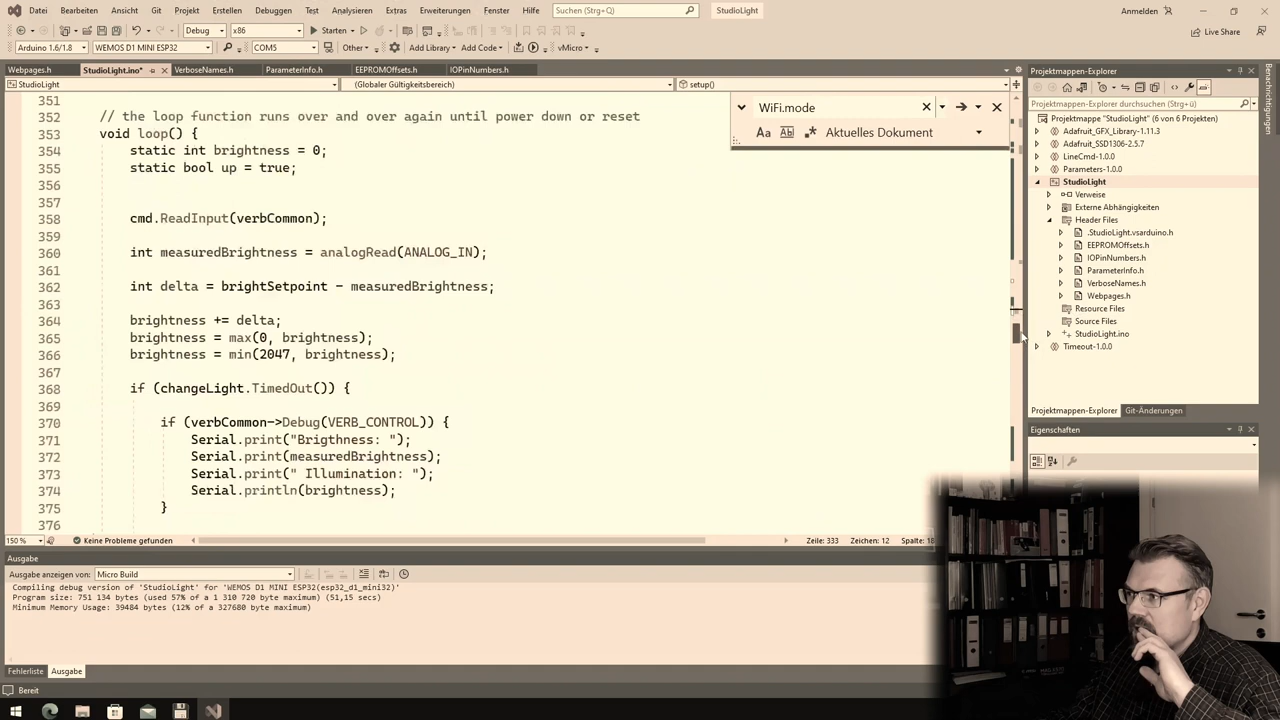 Datei Bearbeiten Ansicht Git Projekt Erstellen Debuggen Test Analysieren Extras Erweiterungen Fenster Hilfe Suchen (Strg+Q) StudioLight Anmelden
Debug x86 Starten Live Share
Arduino 1.6/1.8 WEMOS D1 MINI ESP32 COM5 Other Add Library Add Code vMicro
Webpages.h StudioLight.ino* VerboseNames.h ParameterInfo.h EEPROMOffsets.h IOPinNumbers.h
StudioLight (Globaler Gültigkeitsbereich) setup()
WiFi.mode
Aktuelles Dokument
351
352 // the loop function runs over and over again until power down or reset
353 void loop() {
354 static int brightness = 0;
355 static bool up = true;
356
357
358 cmd.ReadInput(verbCommon);
359
360 int measuredBrightness = analogRead(ANALOG_IN);
361
362 int delta = brightSetpoint - measuredBrightness;
363
364 brightness += delta;
365 brightness = max(0, brightness);
366 brightness = min(2047, brightness);
367
368 if (changeLight.TimedOut()) {
369
370 if (verbCommon->Debug(VERB_CONTROL)) {
371 Serial.print("Brigthness: ");
372 Serial.print(measuredBrightness);
373 Serial.print(" Illumination: ");
374 Serial.println(brightness);
375 }
376
150 % Keine Probleme gefunden Zeile: 333 Zeichen: 12 Spalte: 18
Ausgabe
Ausgabe anzeigen von: Micro Build
Compiling debug version of 'StudioLight' for 'WEMOS D1 MINI ESP32(esp32_d1_mini32)'
Program size: 751 134 bytes (used 57% of a 1 310 720 byte maximum) (51,15 secs)
Minimum Memory Usage: 39484 bytes (12% of a 327680 byte maximum)
Fehlerliste Ausgabe
Bereit
Projektmappen-Explorer
Projektmappen-Explorer durchsuchen (Strg+ü)
Projektmappe "StudioLight" (6 von 6 Projekten)
Adafruit_GFX_Library-1.11.3
Adafruit_SSD1306-2.5.7
LineCmd-1.0.0
Parameters-1.0.0
StudioLight
Verweise
Externe Abhängigkeiten
Header Files
.StudioLight.vsarduino.h
EEPROMOffsets.h
IOPinNumbers.h
ParameterInfo.h
VerboseNames.h
Webpages.h
Resource Files
Source Files
StudioLight.ino
Timeout-1.0.0
Projektmappen-Explorer Git-Änderungen
Eigenschaften
Benachrichtigungen